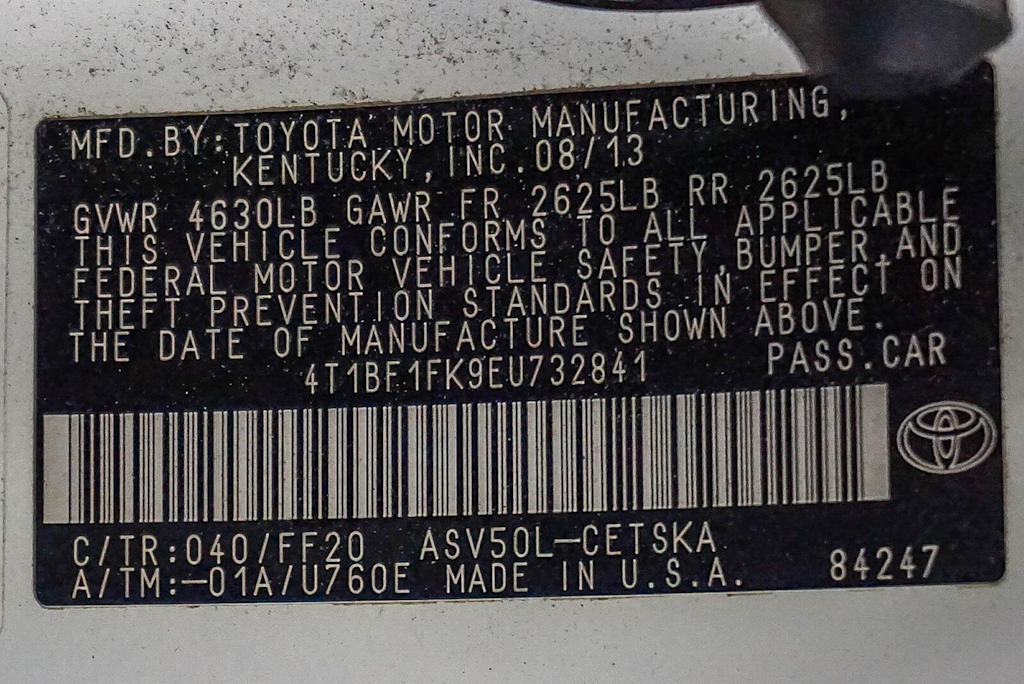 MFD.BY:TOYOTA MOTOR MANUFACTURING,
KENTUCKY,INC.08/13
GVWR 4630LB GAWR FR 2625LB RR 2625LB
THIS VEHICLE CONFORMS TO ALL APPLICABLE
FEDERAL MOTOR VEHICLE SAFETY,BUMPER,AND
THEFT PREVENTION STANDARDS IN EFFECT ON
THE DATE OF MANUFACTURE SHOWN ABOVE.
4T1BF1FK9EU732841 PASS.CAR
C/TR:040/FF20 ASV50L-CETSKA
A/TM:-01A/U760E MADE IN U.S.A. 84247